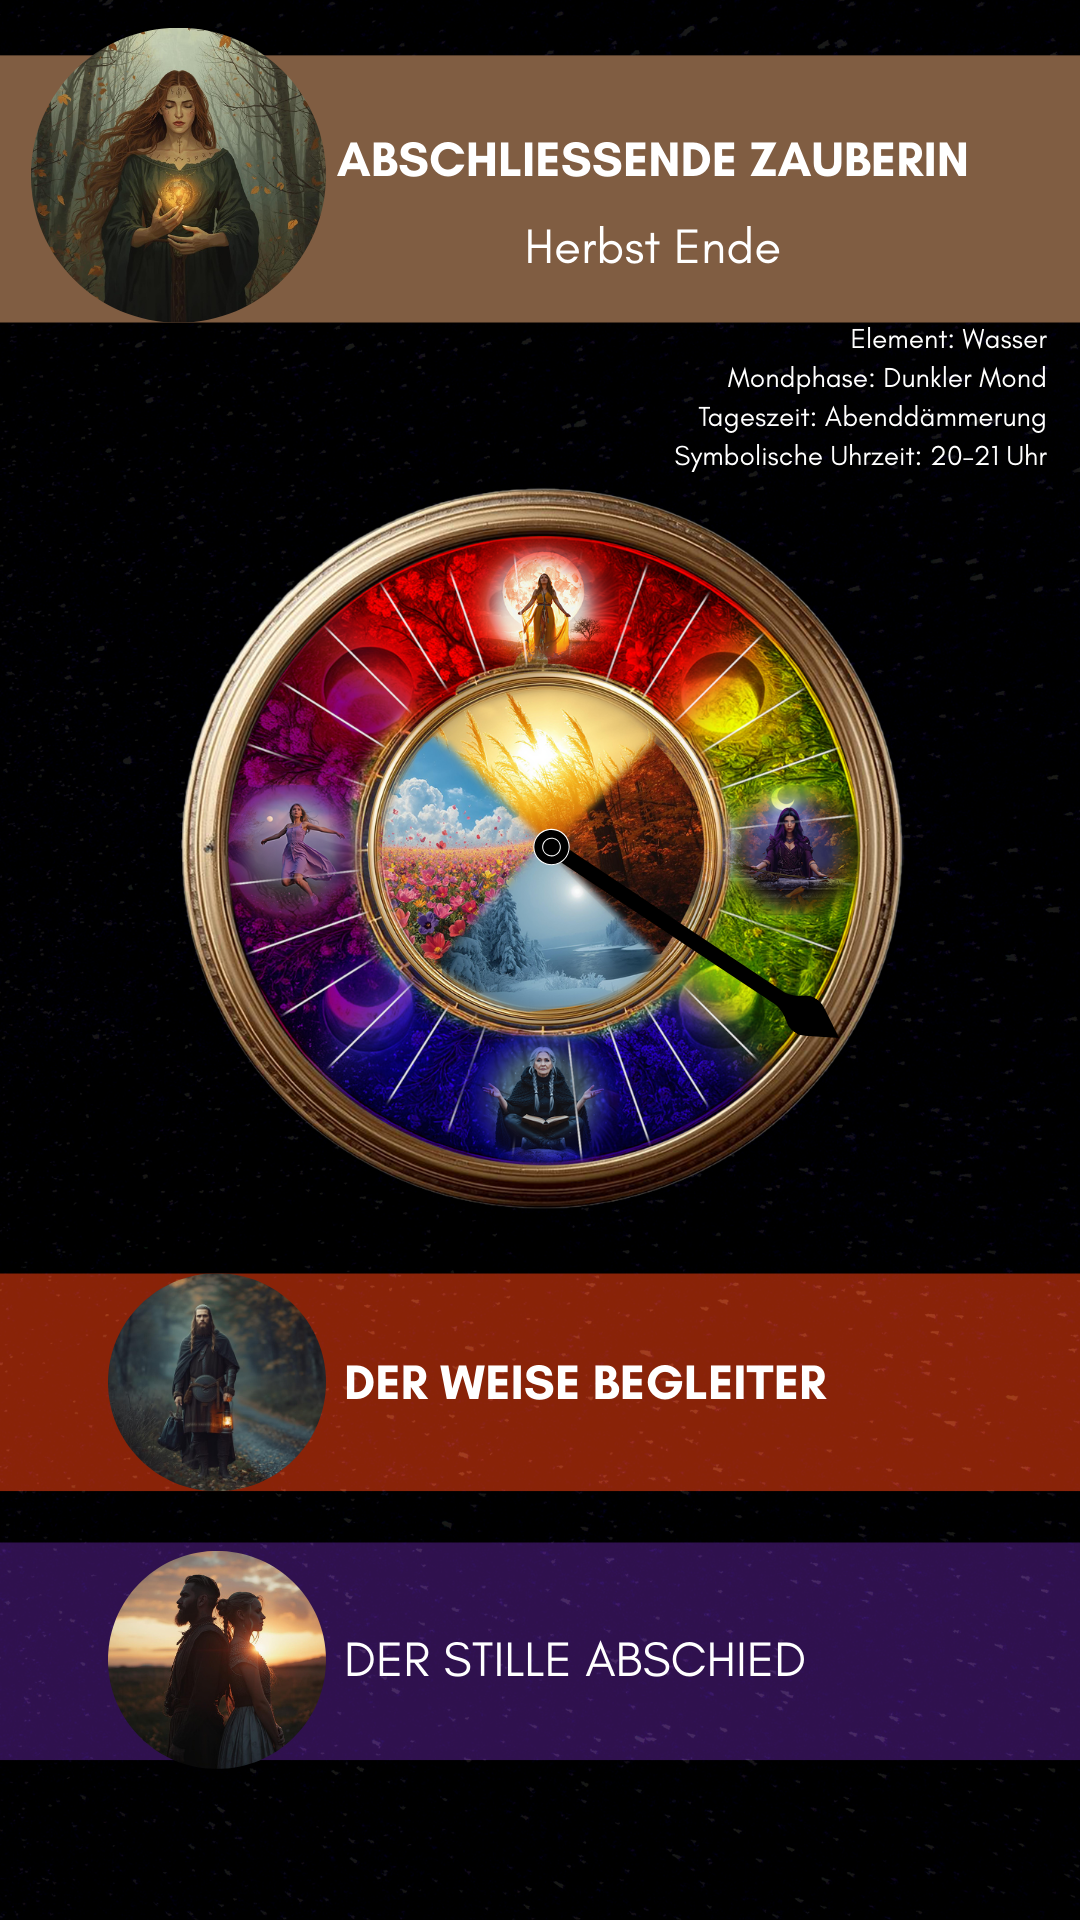 ABSCHLIESSENDE ZAUBERIN
Herbst Ende
Element: Wasser
Mondphase: Dunkler Mond
Tageszeit: Abenddämmerung
Symbolische Uhrzeit: 20-21 Uhr
DER WEISE BEGLEITER
DER STILLE ABSCHIED